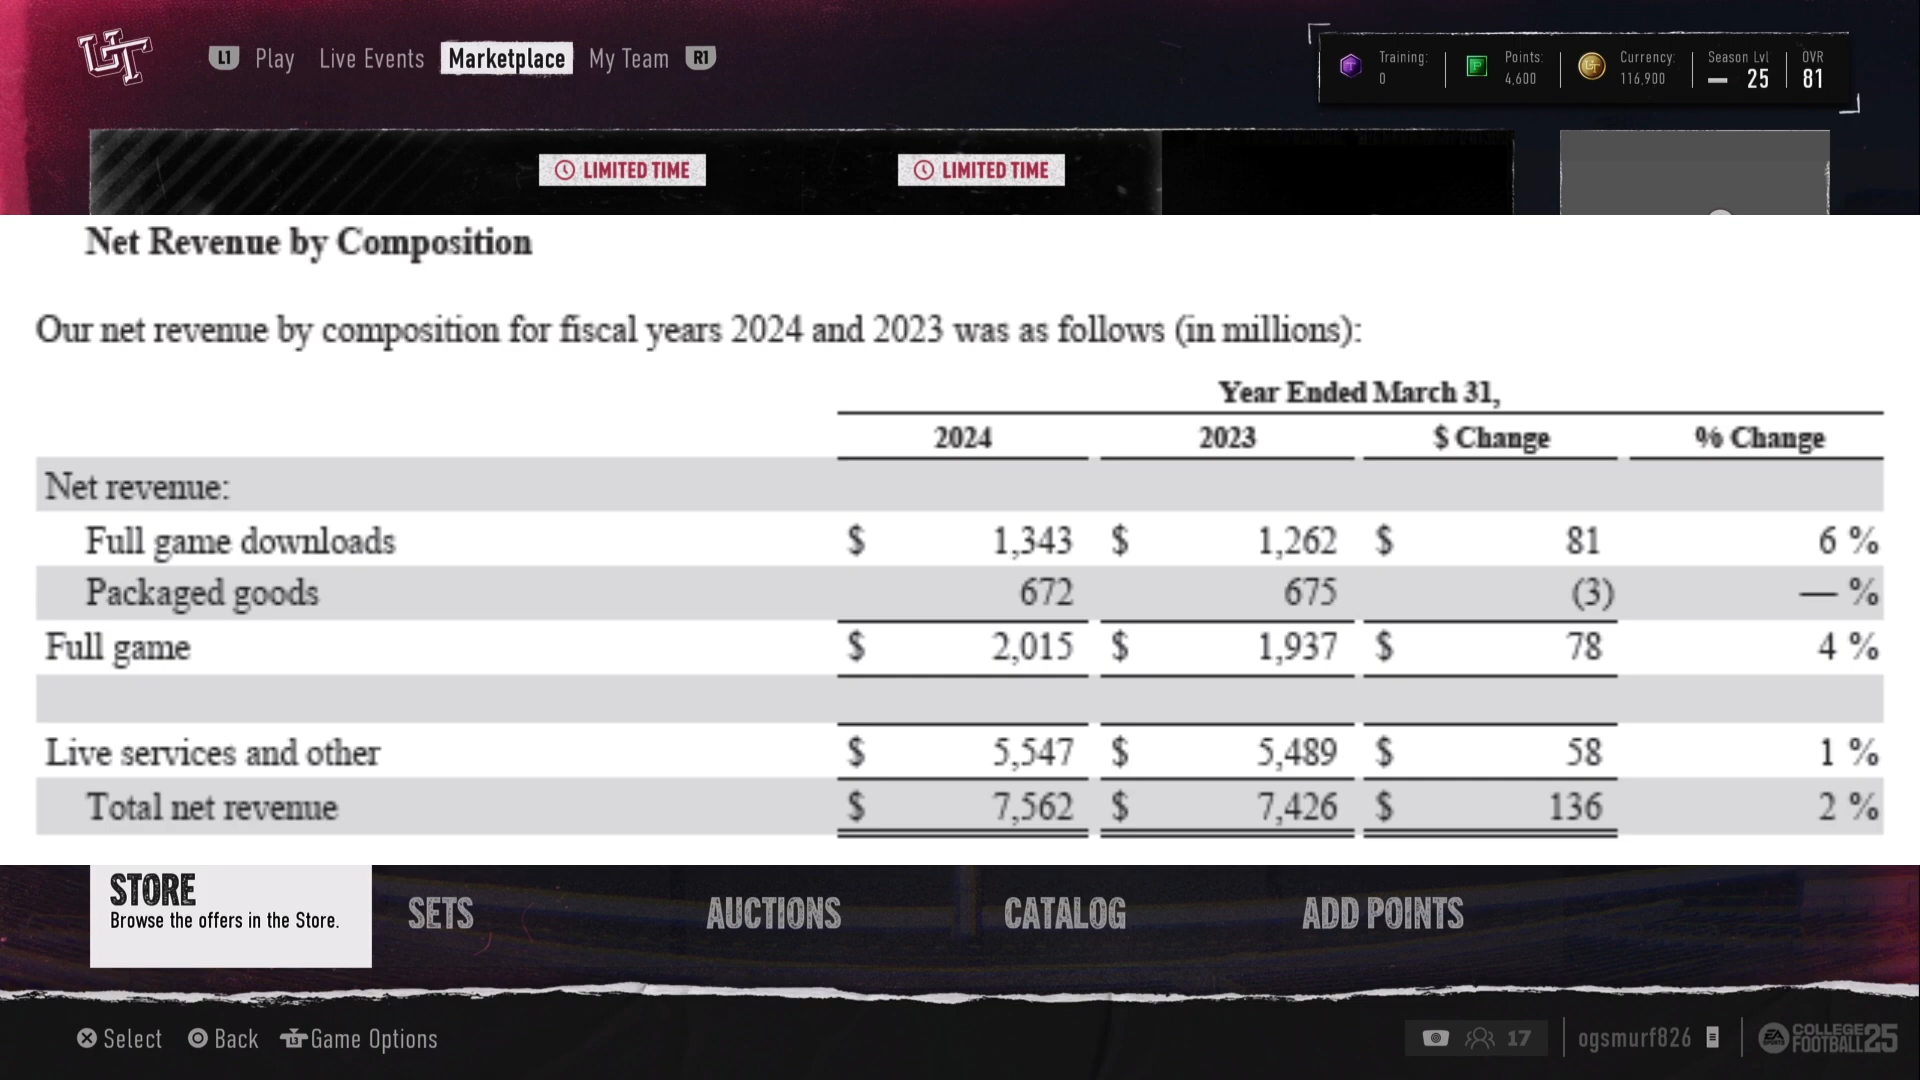 UT L1 Play Live Events Marketplace My Team R1
Training: 0 Points: 4,600 Currency: 116,900 Season Lvl 25 OVR 81
LIMITED TIME LIMITED TIME
Net Revenue by Composition
Our net revenue by composition for fiscal years 2024 and 2023 was as follows (in millions):
Year Ended March 31,
2024 2023 $ Change % Change
Net revenue:
Full game downloads $ 1,343 $ 1,262 $ 81 6 %
Packaged goods 672 675 (3) — %
Full game $ 2,015 $ 1,937 $ 78 4 %
Live services and other $ 5,547 $ 5,489 $ 58 1 %
Total net revenue $ 7,562 $ 7,426 $ 136 2 %
STORE
Browse the offers in the Store.
SETS AUCTIONS CATALOG ADD POINTS
Select Back Game Options
17 ogsmurf826 EA SPORTS COLLEGE FOOTBALL 25